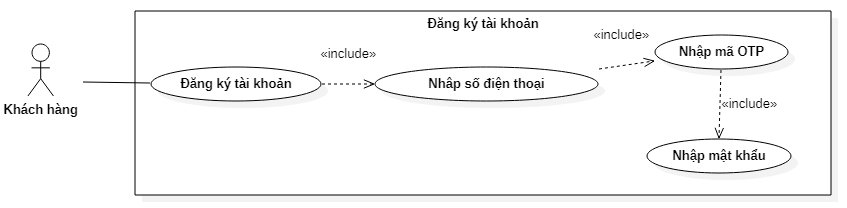 Đăng ký tài khoản
«include»
«include»
Nhập mã OTP
Đăng ký tài khoản
Nhâp số điện thoại
Khách hàng
«include»
Nhập mật khẩu